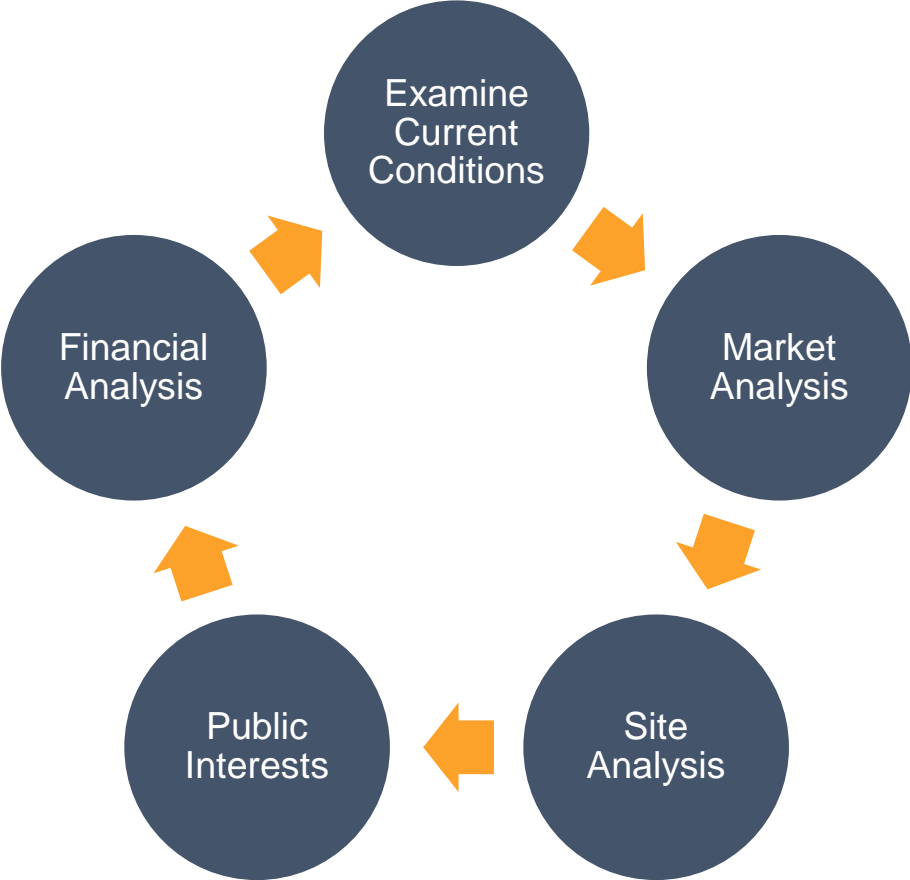 Examine
Current
Conditions
Market
Analysis
Site
Analysis
Public
Interests
Financial
Analysis